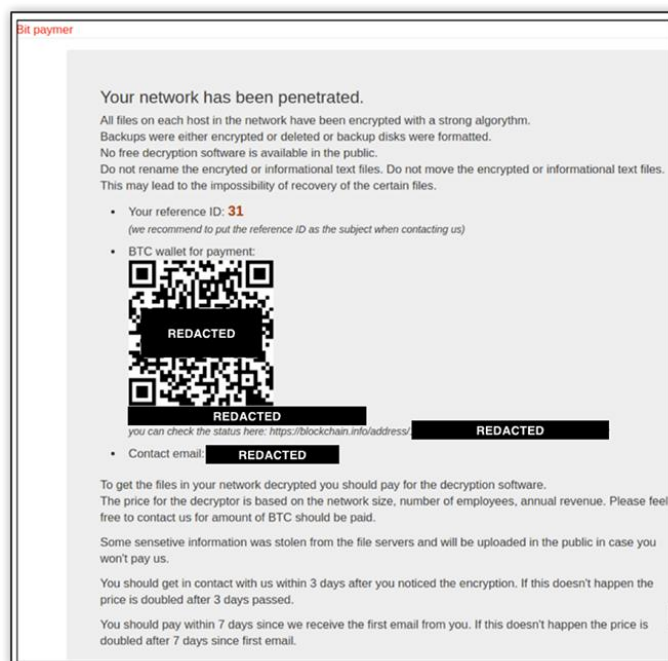 Bit paymer
Your network has been penetrated.
All files on each host in the network have been encrypted with a strong algorythm.
Backups were either encrypted or deleted or backup disks were formatted.
No free decryption software is available in the public.
Do not rename the encryted or informational text files. Do not move the encrypted or informational text files.
This may lead to the impossibility of recovery of the certain files.
• Your reference ID: 31
(we recommend to put the reference ID as the subject when contacting us)
• BTC wallet for payment:
REDACTED
REDACTED
you can check the status here: https://blockchain.info/address/ REDACTED
• Contact email: REDACTED
To get the files in your network decrypted you should pay for the decryption software.
The price for the decryptor is based on the network size, number of employees, annual revenue. Please feel
free to contact us for amount of BTC should be paid.
Some sensetive information was stolen from the file servers and will be uploaded in the public in case you
won't pay us.
You should get in contact with us within 3 days after you noticed the encryption. If this doesn't happen the
price is doubled after 3 days passed.
You should pay within 7 days since we receive the first email from you. If this doesn't happen the price is
doubled after 7 days since first email.